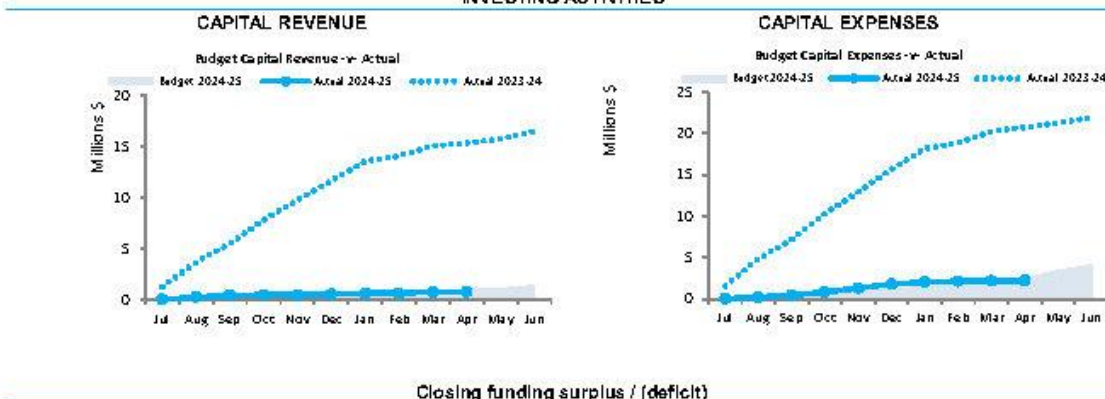 INVESTING ACTIVITIES
CAPITAL REVENUE
Budget Capital Revenue -v- Actual
Budget 2024-25 Actual 2024-25 Actual 2023-24
Millions $
20
15
10
5
0
Jul Aug Sep Oct Nov Dec Jan Feb Mar Apr May Jun
CAPITAL EXPENSES
Budget Capital Expenses -v- Actual
Budget 2024-25 Actual 2024-25 Actual 2023-24
Millions $
25
20
15
10
5
0
Jul Aug Sep Oct Nov Dec Jan Feb Mar Apr May Jun
Closing funding surplus / (deficit)